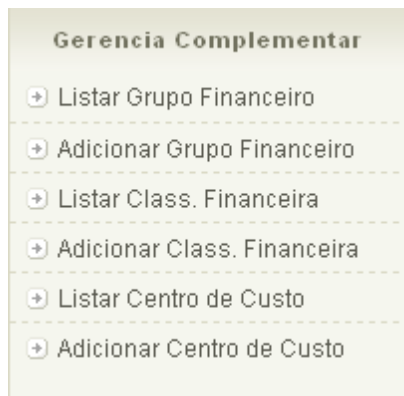 Gerencia Complementar
Listar Grupo Financeiro
Adicionar Grupo Financeiro
Listar Class. Financeira
Adicionar Class. Financeira
Listar Centro de Custo
Adicionar Centro de Custo